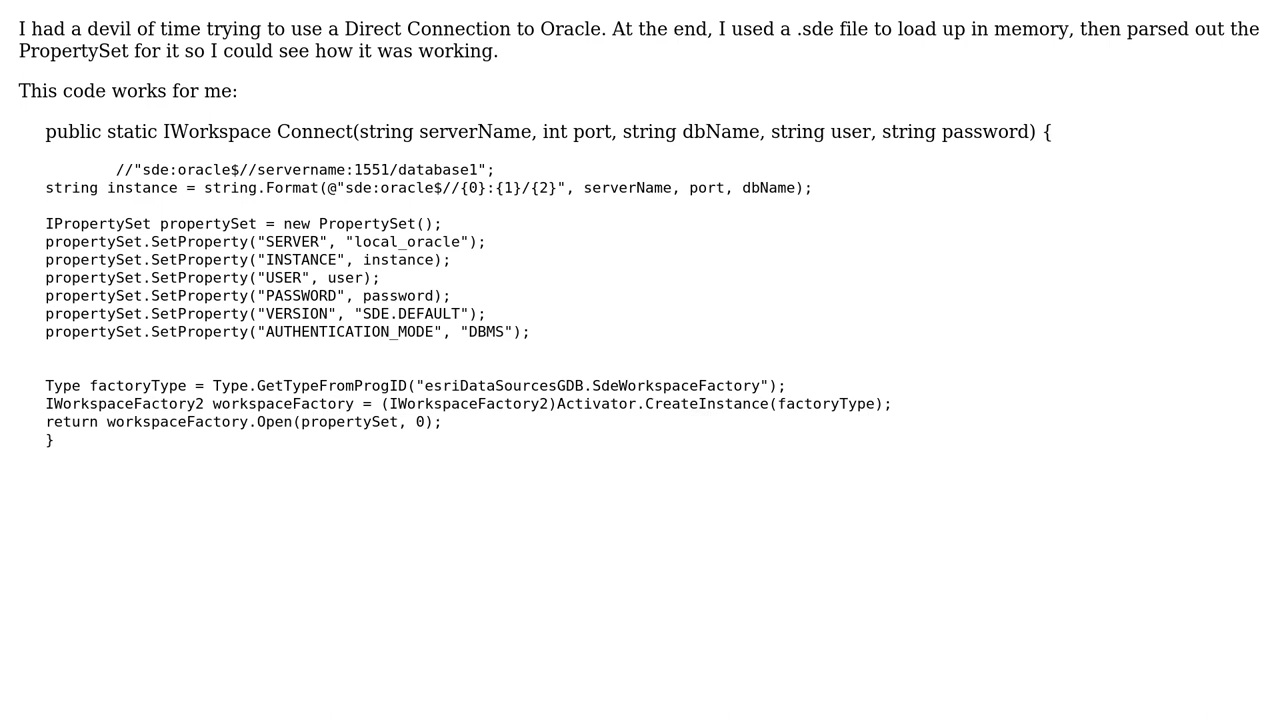 I had a devil of time trying to use a Direct Connection to Oracle. At the end, I used a .sde file to load up in memory, then parsed out the
PropertySet for it so I could see how it was working.
This code works for me:
public static IWorkspace Connect(string serverName, int port, string dbName, string user, string password) {
//"sde:oracle$//servername:1551/database1";
string instance = string.Format(@"sde:oracle$//{0}:{1}/{2}", serverName, port, dbName);
IPropertySet propertySet = new PropertySet();
propertySet.SetProperty("SERVER", "local_oracle");
propertySet.SetProperty("INSTANCE", instance);
propertySet.SetProperty("USER", user);
propertySet.SetProperty("PASSWORD", password);
propertySet.SetProperty("VERSION", "SDE.DEFAULT");
propertySet.SetProperty("AUTHENTICATION_MODE", "DBMS");
Type factoryType = Type.GetTypeFromProgID("esriDataSourcesGDB.SdeWorkspaceFactory");
IWorkspaceFactory2 workspaceFactory = (IWorkspaceFactory2)Activator.CreateInstance(factoryType);
return workspaceFactory.Open(propertySet, 0);
}